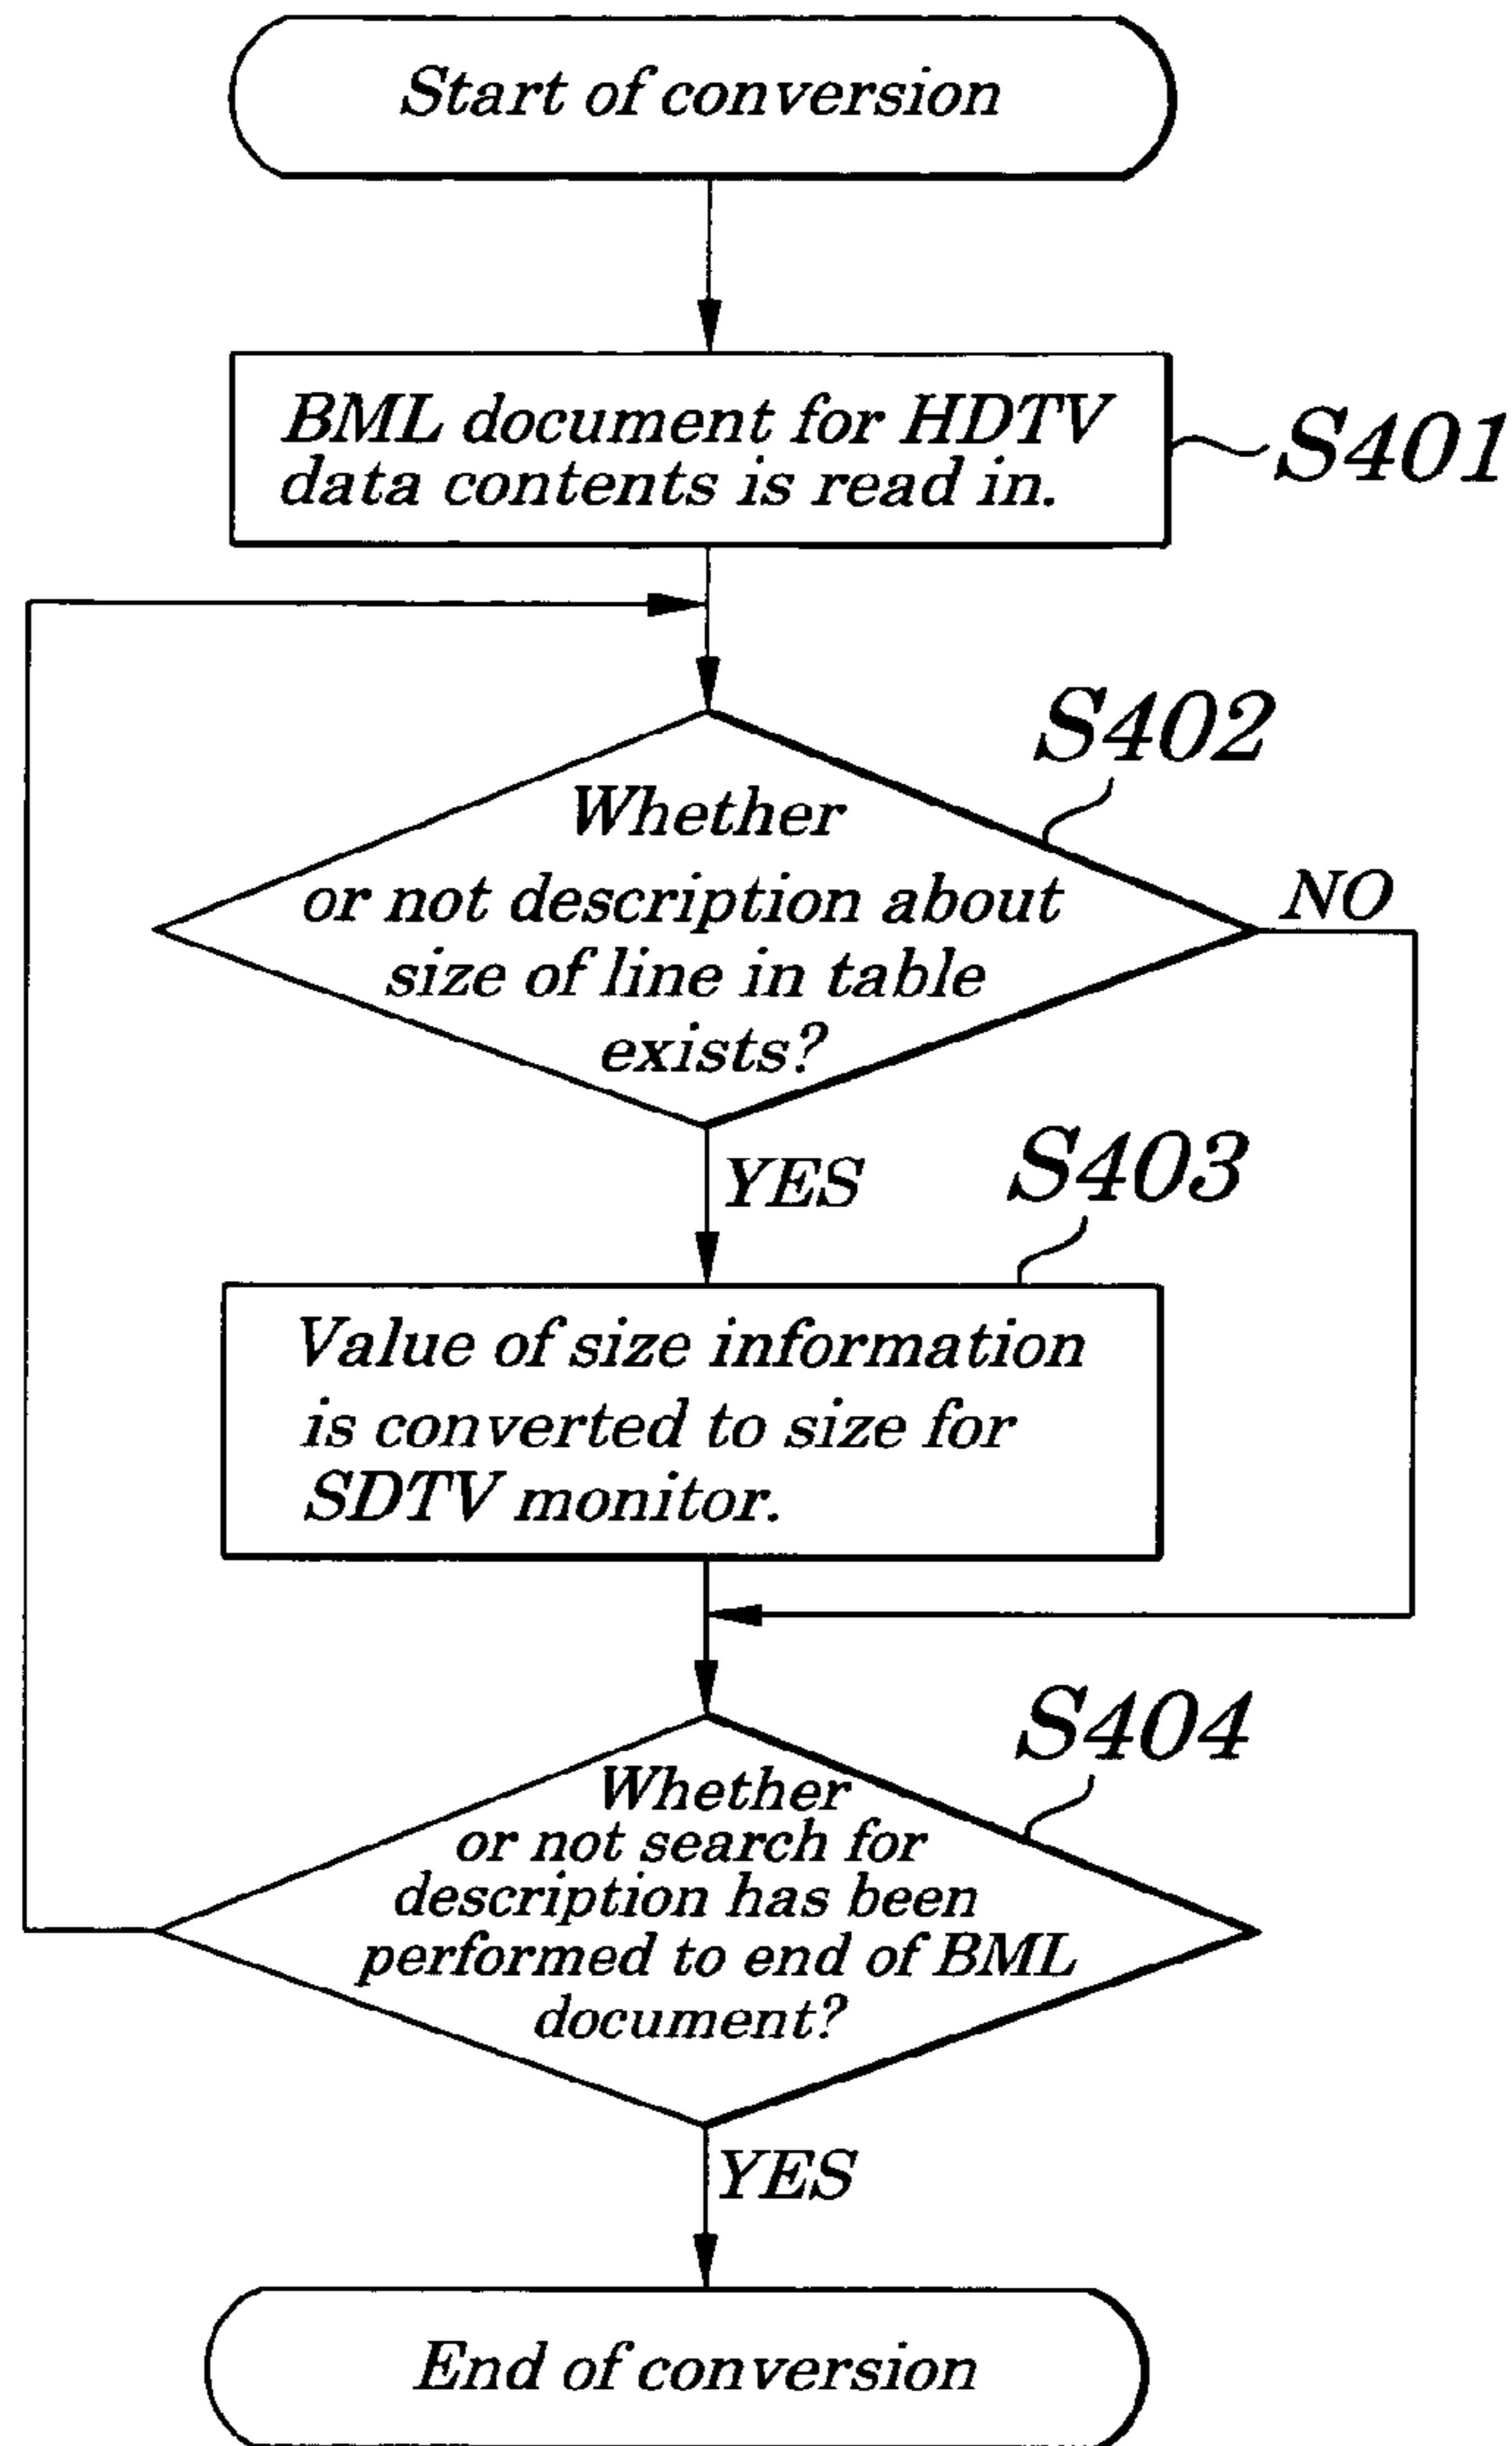 Start of conversion
BML document for HDTV
data contents is read in.
S401
S402
Whether
or not description about
size of line in table
exists?
NO
YES
S403
Value of size information
is converted to size for
SDTV monitor.
S404
Whether
or not search for
description has been
performed to end of BML
document?
YES
End of conversion